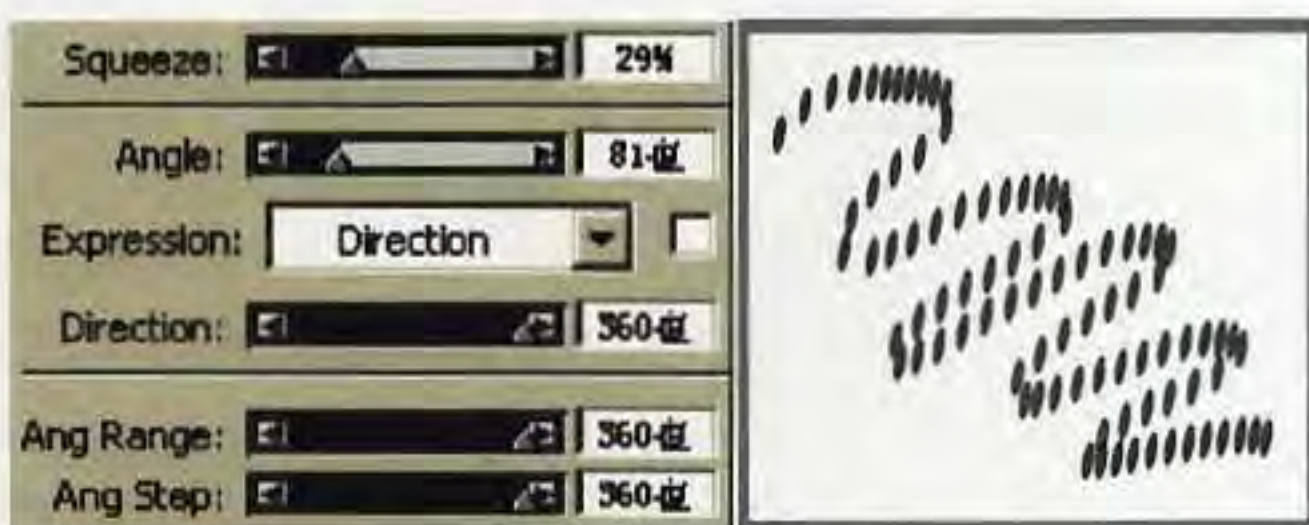 Squeeze: 29%
Angle: 81
Expression: Direction
Direction: 360
Ang Range: 360
Ang Step: 360